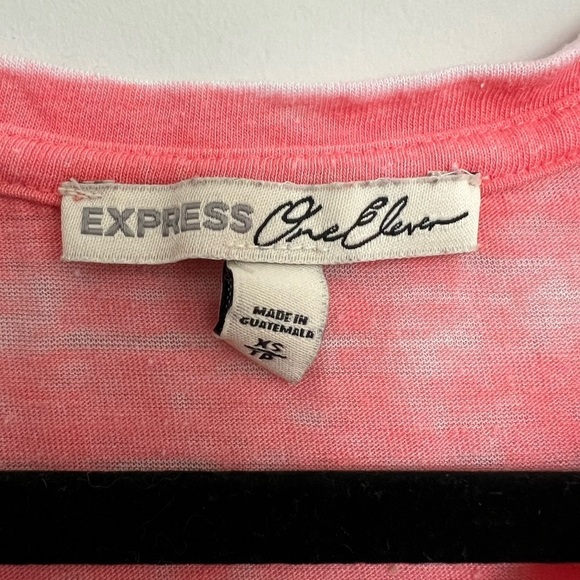 EXPRESS One Eleven
MADE IN
GUATEMALA
XS
TP